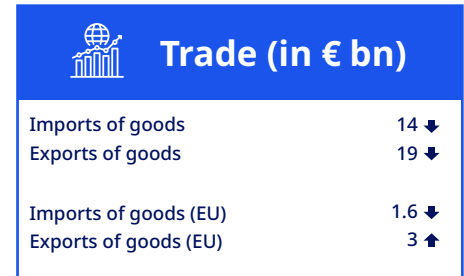 Trade (in € bn)
Imports of goods 14
Exports of goods 19
Imports of goods (EU) 1.6
Exports of goods (EU) 3